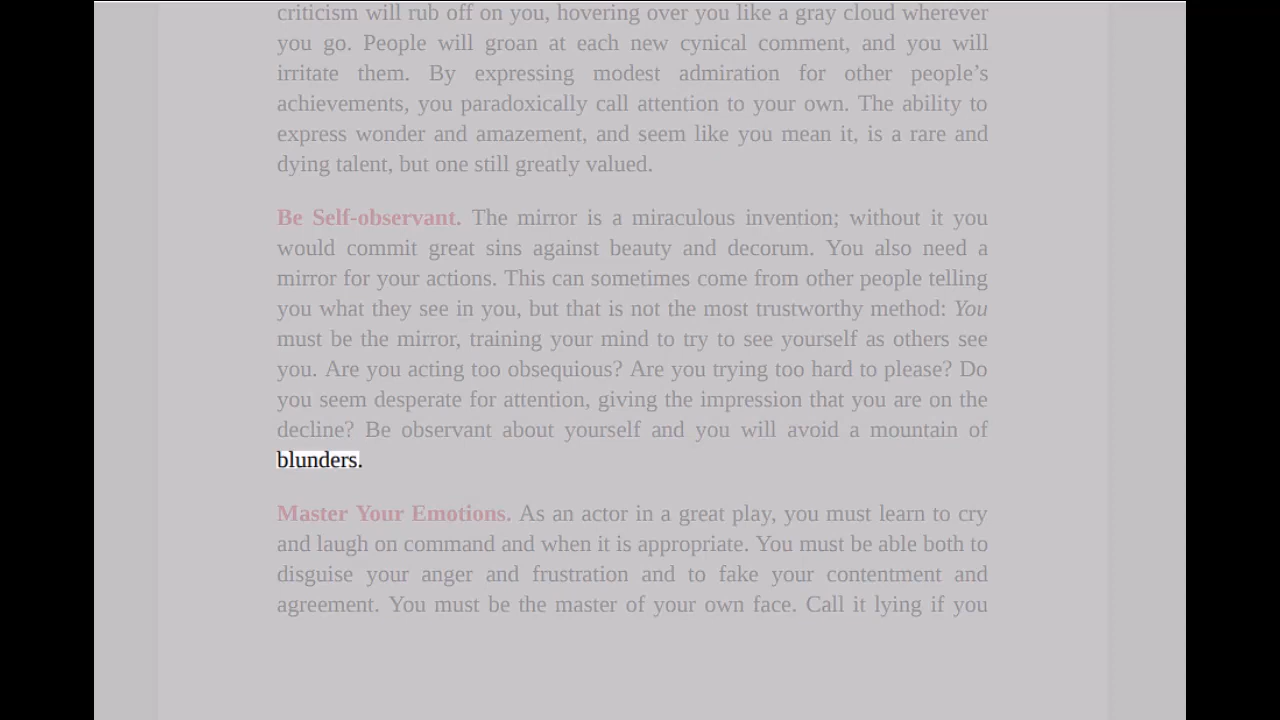 criticism will rub off on you, hovering over you like a gray cloud wherever
you go. People will groan at each new cynical comment, and you will
irritate them. By expressing modest admiration for other people’s
achievements, you paradoxically call attention to your own. The ability to
express wonder and amazement, and seem like you mean it, is a rare and
dying talent, but one still greatly valued.
Be Self-observant. The mirror is a miraculous invention; without it you
would commit great sins against beauty and decorum. You also need a
mirror for your actions. This can sometimes come from other people telling
you what they see in you, but that is not the most trustworthy method: You
must be the mirror, training your mind to try to see yourself as others see
you. Are you acting too obsequious? Are you trying too hard to please? Do
you seem desperate for attention, giving the impression that you are on the
decline? Be observant about yourself and you will avoid a mountain of
blunders.
Master Your Emotions. As an actor in a great play, you must learn to cry
and laugh on command and when it is appropriate. You must be able both to
disguise your anger and frustration and to fake your contentment and
agreement. You must be the master of your own face. Call it lying if you